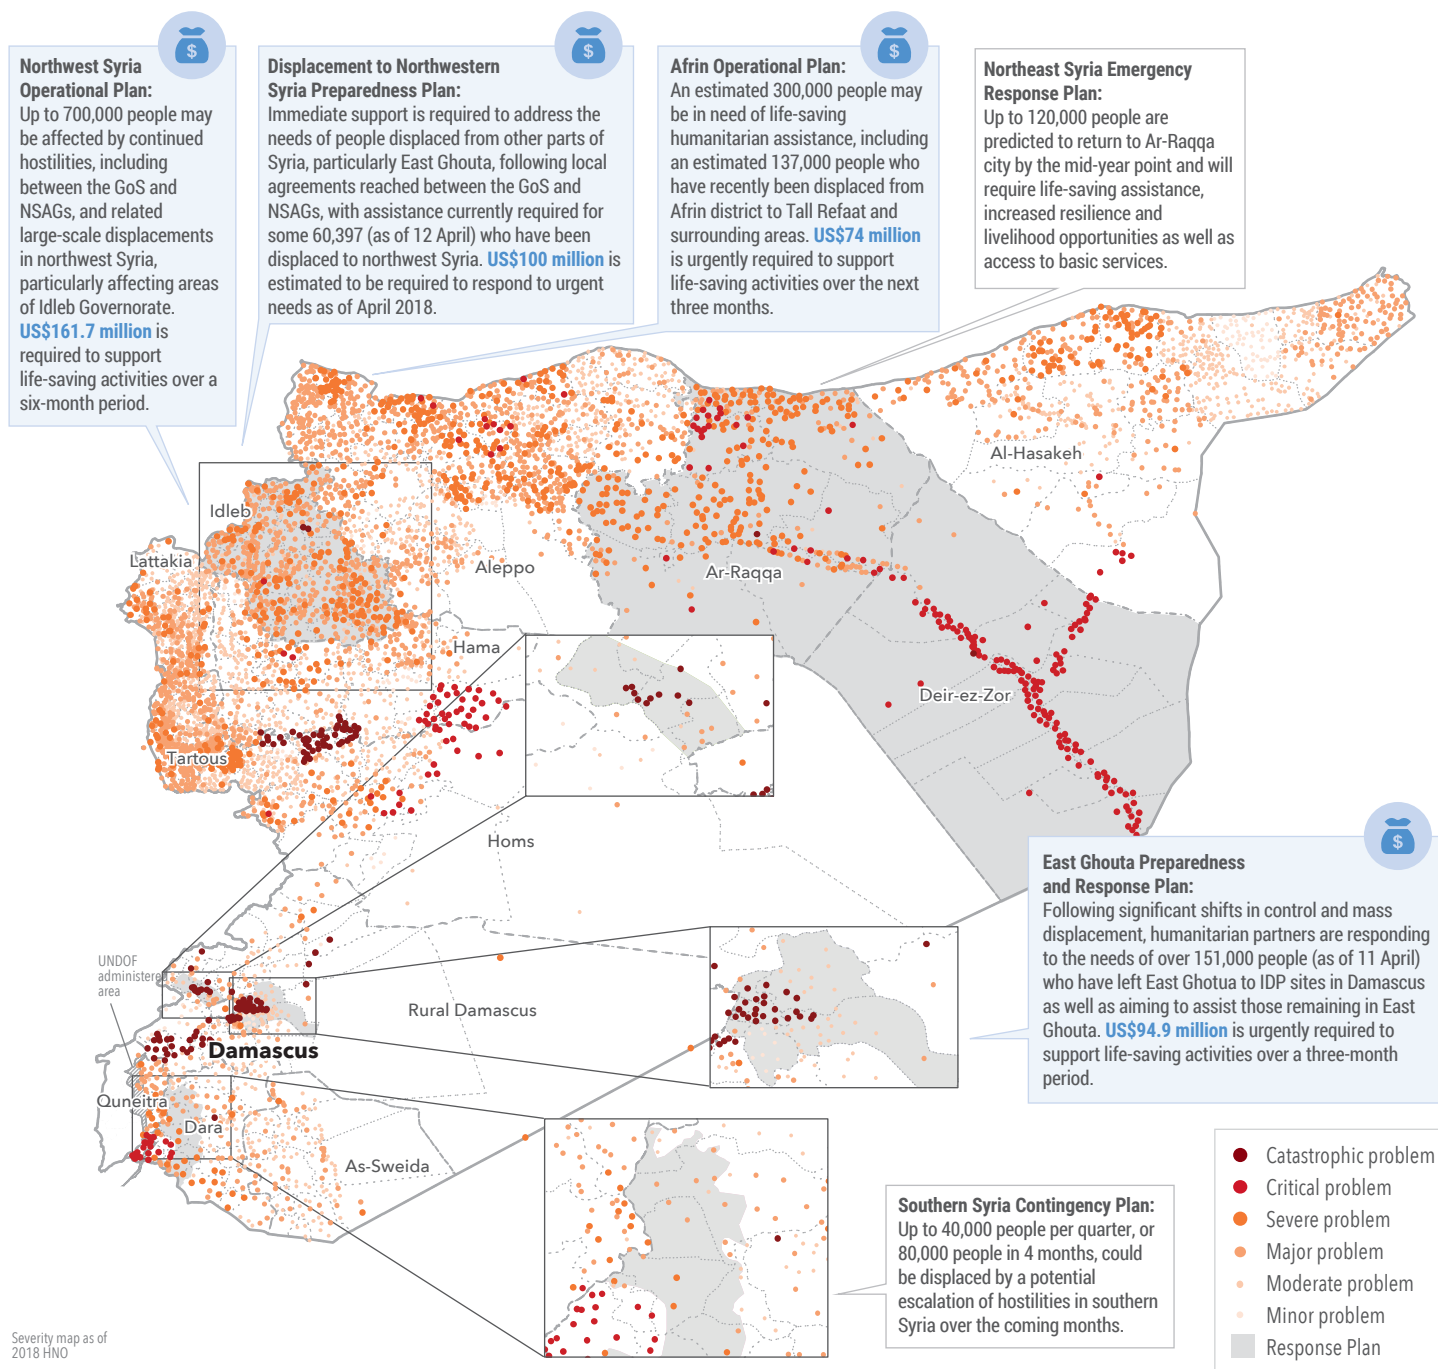 Northwest Syria
Operational Plan:
Up to 700,000 people may
be affected by continued
hostilities, including
between the GoS and
NSAGs, and related
large-scale displacements
in northwest Syria,
particularly affecting areas
of Idleb Governorate.
US$161.7 million is
required to support
life-saving activities over a
six-month period.
$
Displacement to Northwestern
Syria Preparedness Plan:
Immediate support is required to address the
needs of people displaced from other parts of
Syria, particularly East Ghouta, following local
agreements reached between the GoS and
NSAGs, with assistance currently required for
some 60,397 (as of 12 April) who have been
displaced to northwest Syria. US$100 million is
estimated to be required to respond to urgent
needs as of April 2018.
$
Afrin Operational Plan:
An estimated 300,000 people may
be in need of life-saving
humanitarian assistance, including
an estimated 137,000 people who
have recently been displaced from
Afrin district to Tall Refaat and
surrounding areas. US$74 million
is urgently required to support
life-saving activities over the next
three months.
$
Northeast Syria Emergency
Response Plan:
Up to 120,000 people are
predicted to return to Ar-Raqqa
city by the mid-year point and will
require life-saving assistance,
increased resilience and
livelihood opportunities as well as
access to basic services.
Al-Hasakeh
Idleb
Lattakia
Aleppo
Ar-Raqqa
Hama
Deir-ez-Zor
Tartous
Homs
East Ghouta Preparedness
and Response Plan:
Following significant shifts in control and mass
displacement, humanitarian partners are responding
to the needs of over 151,000 people (as of 11 April)
who have left East Ghotua to IDP sites in Damascus
as well as aiming to assist those remaining in East
Ghouta. US$94.9 million is urgently required to
support life-saving activities over a three-month
period.
$
UNDOF
administered
area
Rural Damascus
Damascus
Quneitra
Dara
As-Sweida
Southern Syria Contingency Plan:
Up to 40,000 people per quarter, or
80,000 people in 4 months, could
be displaced by a potential
escalation of hostilities in southern
Syria over the coming months.
Catastrophic problem
Critical problem
Severe problem
Major problem
Moderate problem
Minor problem
Response Plan
Severity map as of
2018 HNO